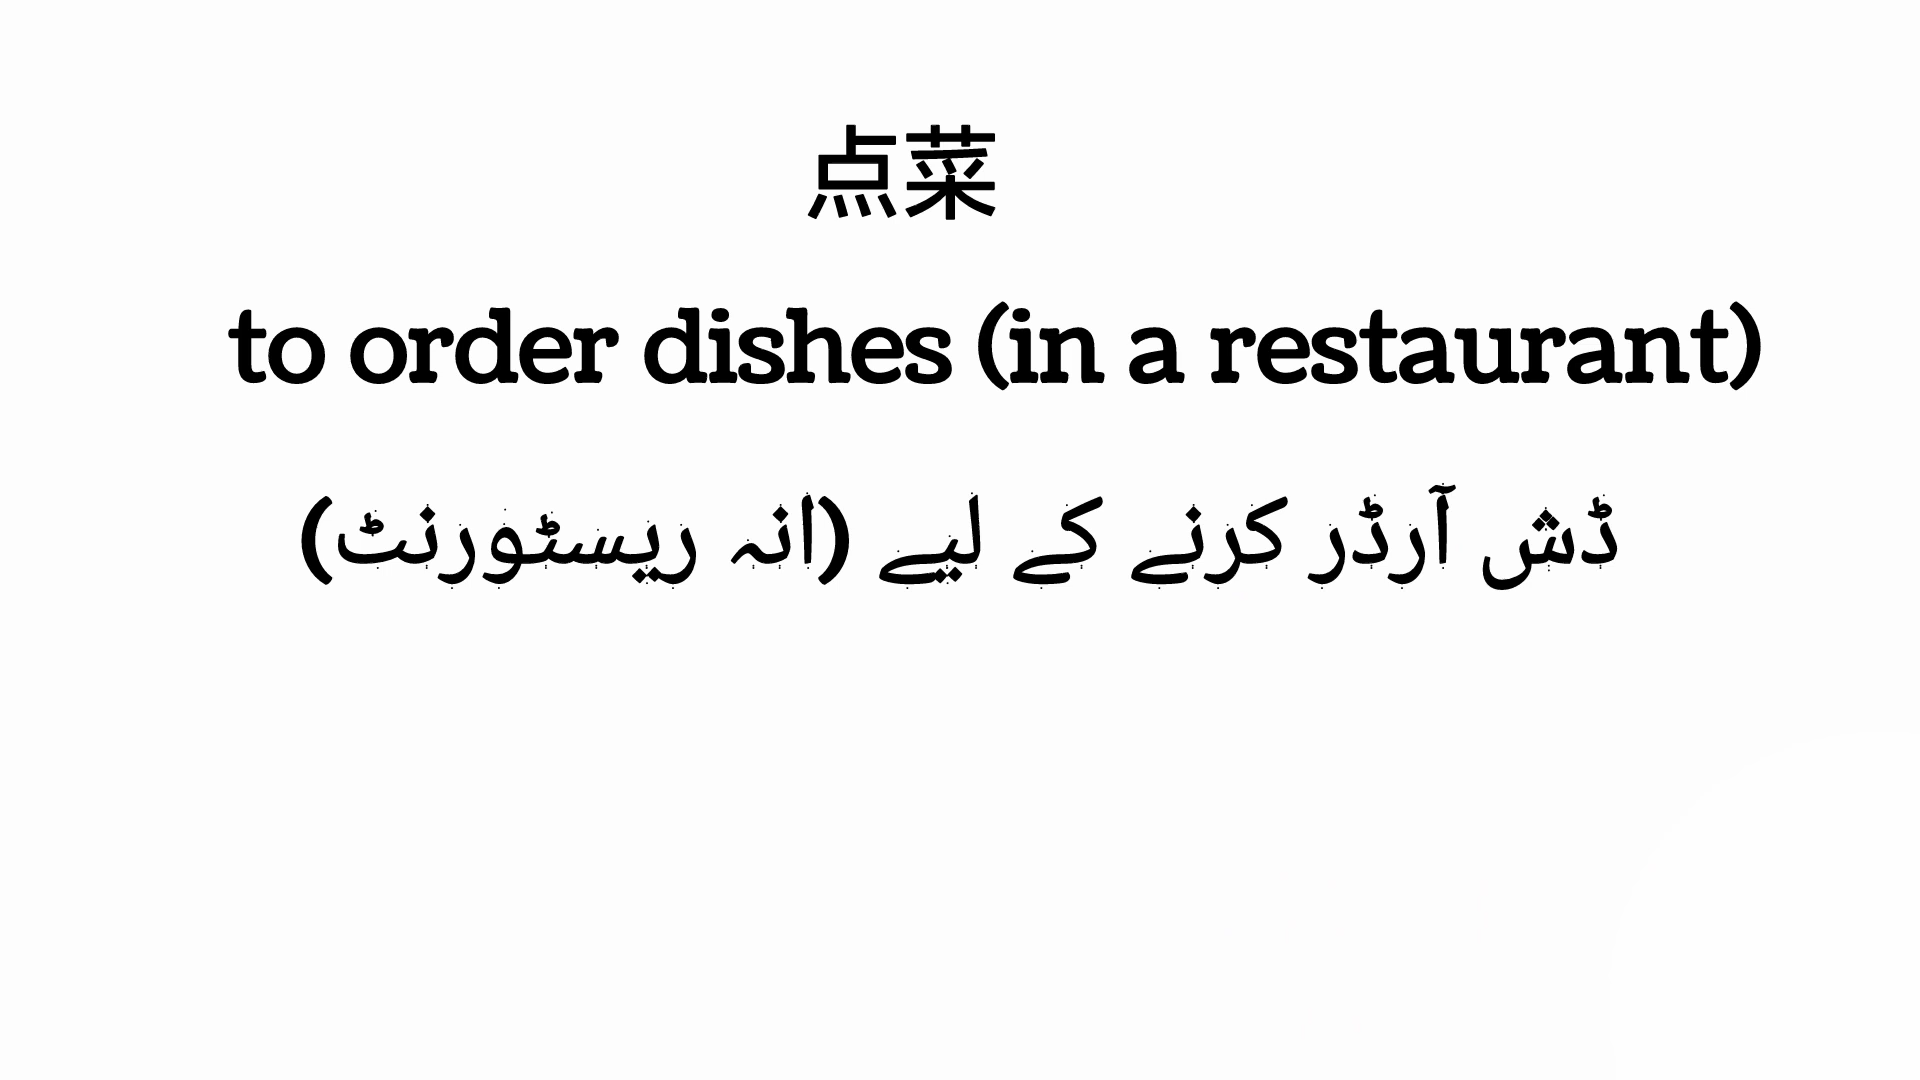 点菜
to order dishes (in a restaurant)
ڈش آرڈر کرنے کے لیے (انہ ریسٹورنٹ)